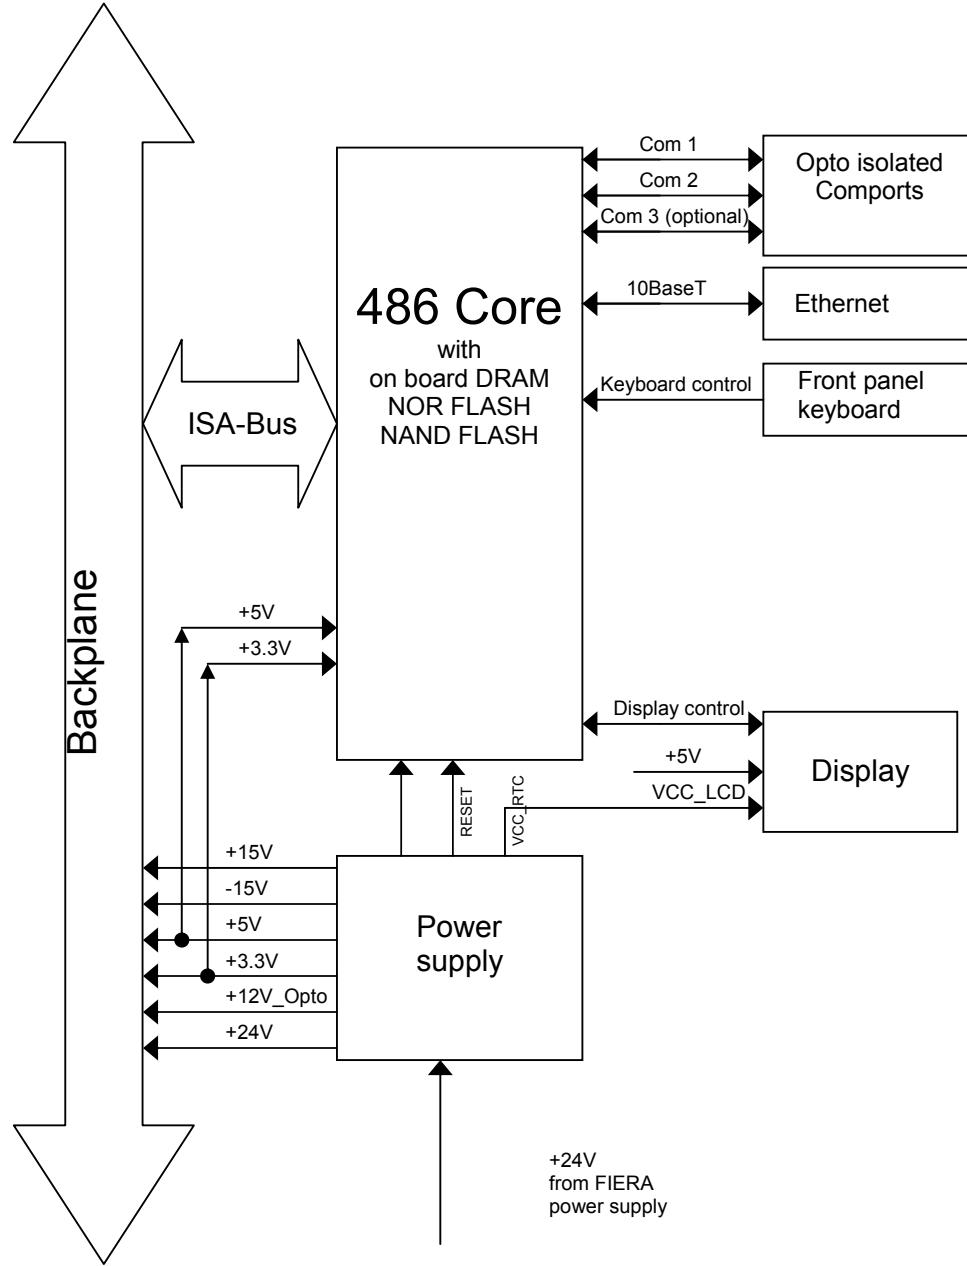 Com 1
Com 2
Com 3 (optional)
Opto isolated
Comports
10BaseT
Ethernet
Keyboard control
Front panel
keyboard
486 Core
with
on board DRAM
NOR FLASH
NAND FLASH
ISA-Bus
Backplane
+5V
+3.3V
Display control
+5V
VCC_LCD
Display
RESET
VCC_RTC
+15V
-15V
+5V
+3.3V
+12V_Opto
+24V
Power
supply
+24V
from FIERA
power supply